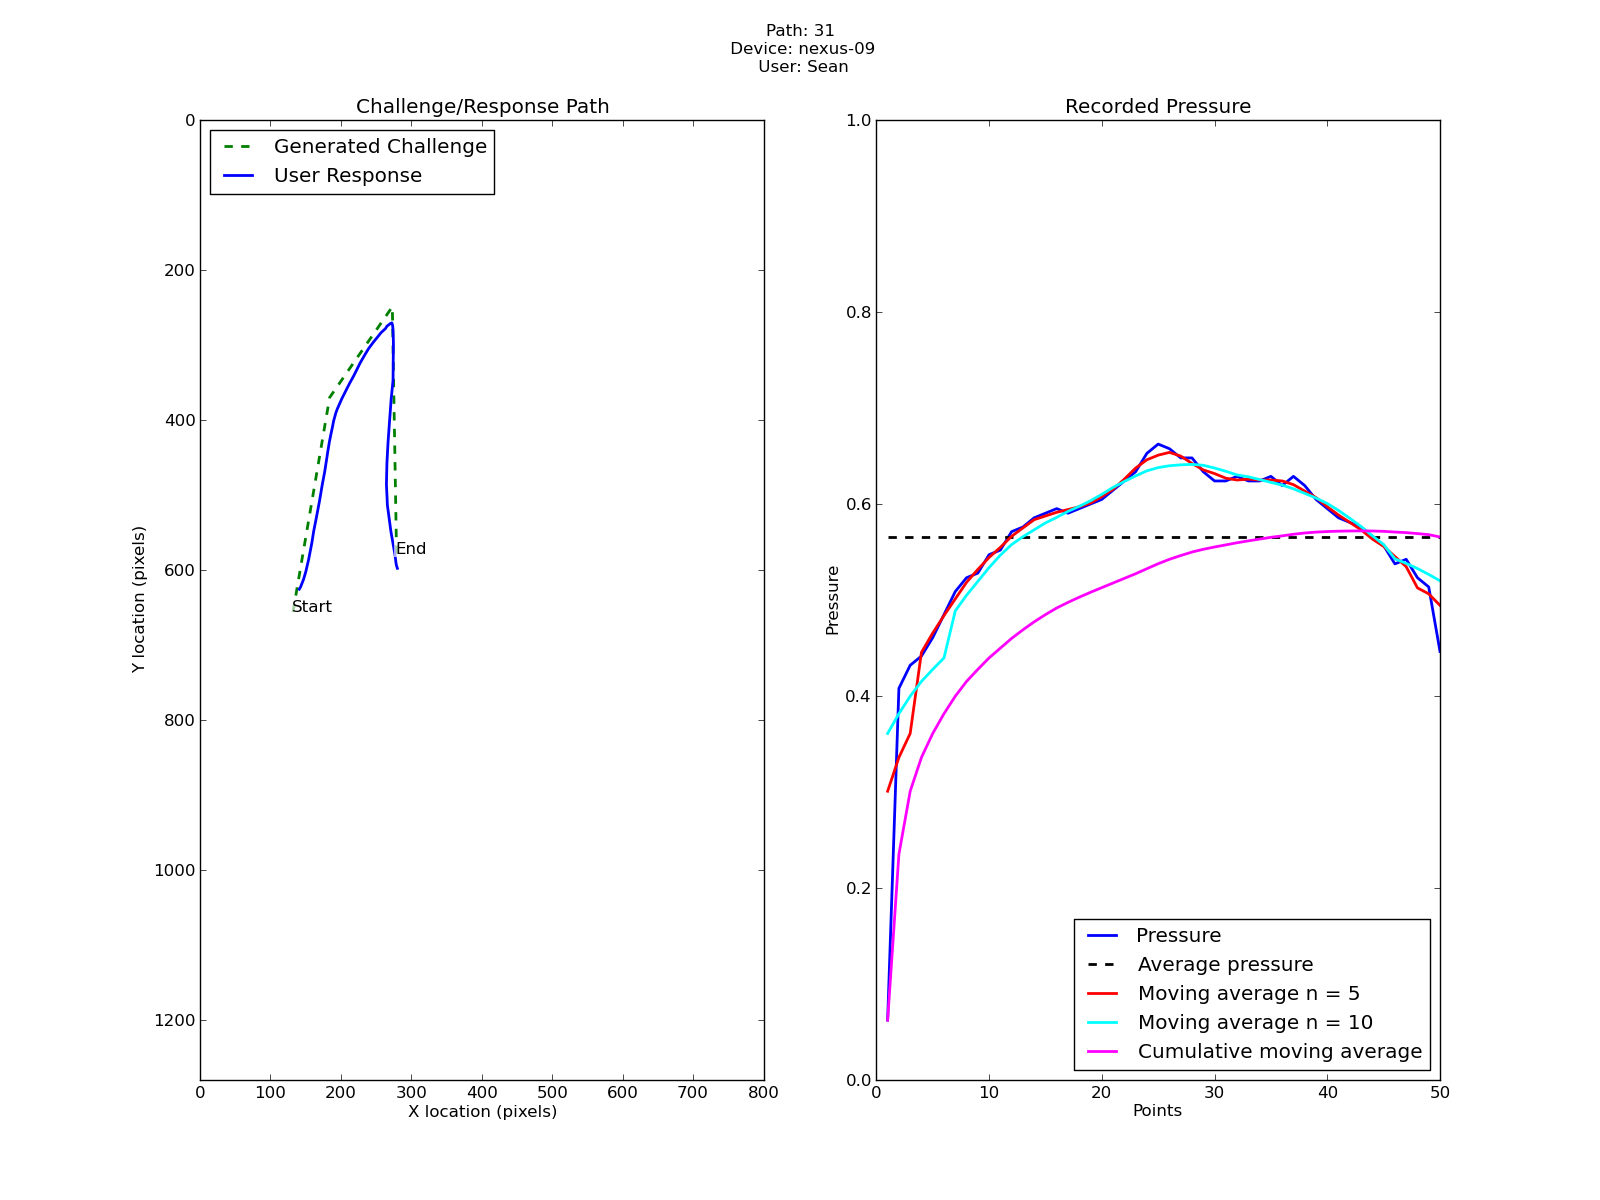 Path: 31
Device: nexus-09
User: Sean
Challenge/Response Path
Generated Challenge
User Response
0
200
400
600
800
1000
1200
Y location (pixels)
End
Start
0 100 200 300 400 500 600 700 800
X location (pixels)
Recorded Pressure
1.0
0.8
0.6
0.4
0.2
0.0
Pressure
Pressure
Average pressure
Moving average n = 5
Moving average n = 10
Cumulative moving average
0 10 20 30 40 50
Points